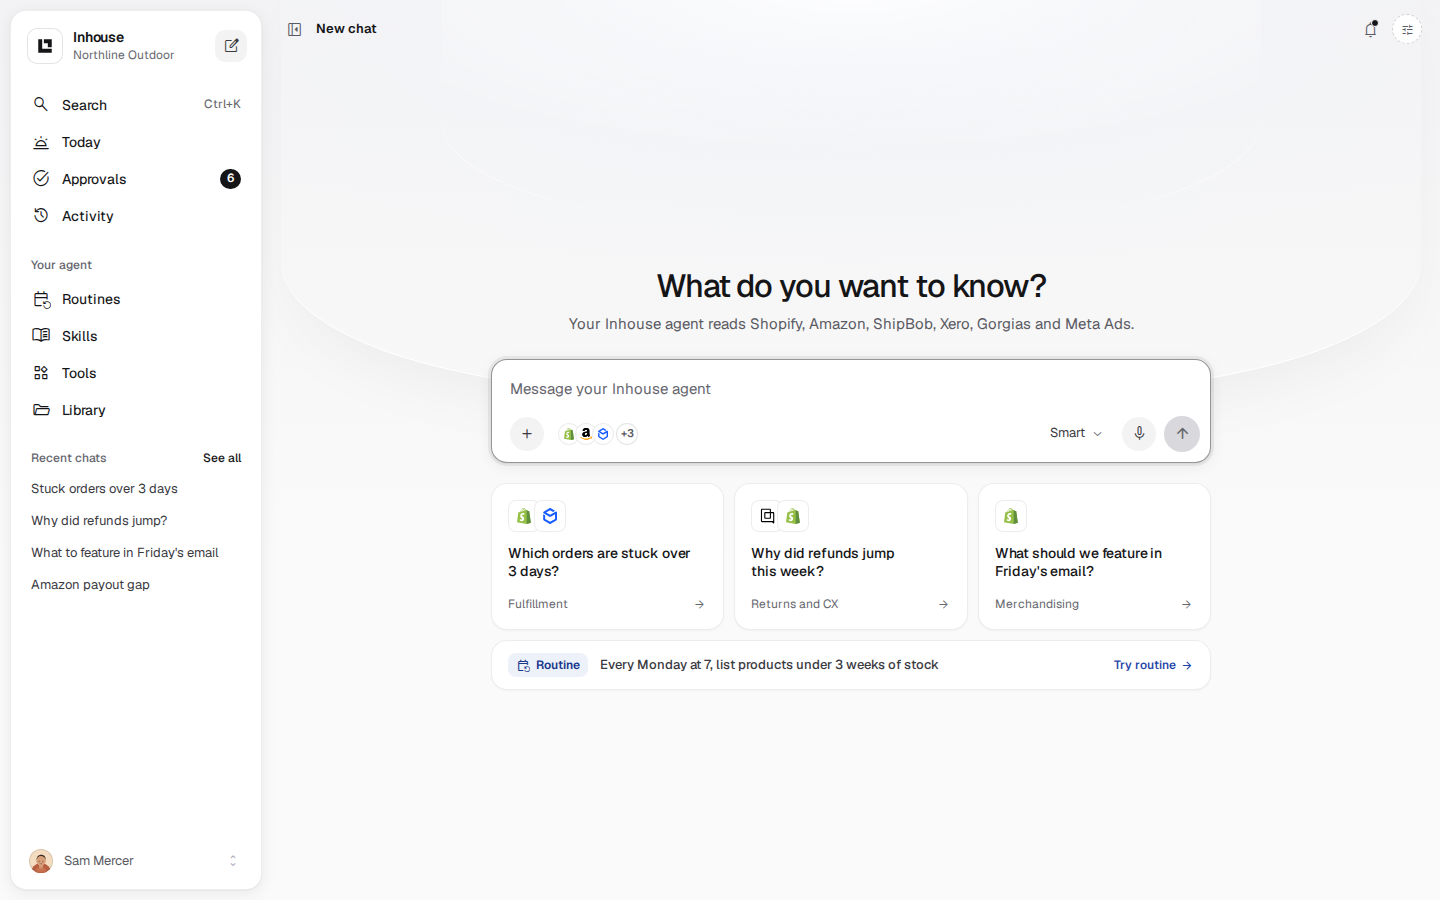 Inhouse
Northline Outdoor
Search
Ctrl+K
Today
Approvals
6
Activity
Your agent
Routines
Skills
Tools
Library
Recent chats
See all
Stuck orders over 3 days
Why did refunds jump?
What to feature in Friday's email
Amazon payout gap
Sam Mercer
New chat
What do you want to know?
Your Inhouse agent reads Shopify, Amazon, ShipBob, Xero, Gorgias and Meta Ads.
Message your Inhouse agent
+3
Smart
Which orders are stuck over
3 days?
Fulfillment
Why did refunds jump
this week?
Returns and CX
What should we feature in
Friday's email?
Merchandising
Routine
Every Monday at 7, list products under 3 weeks of stock
Try routine